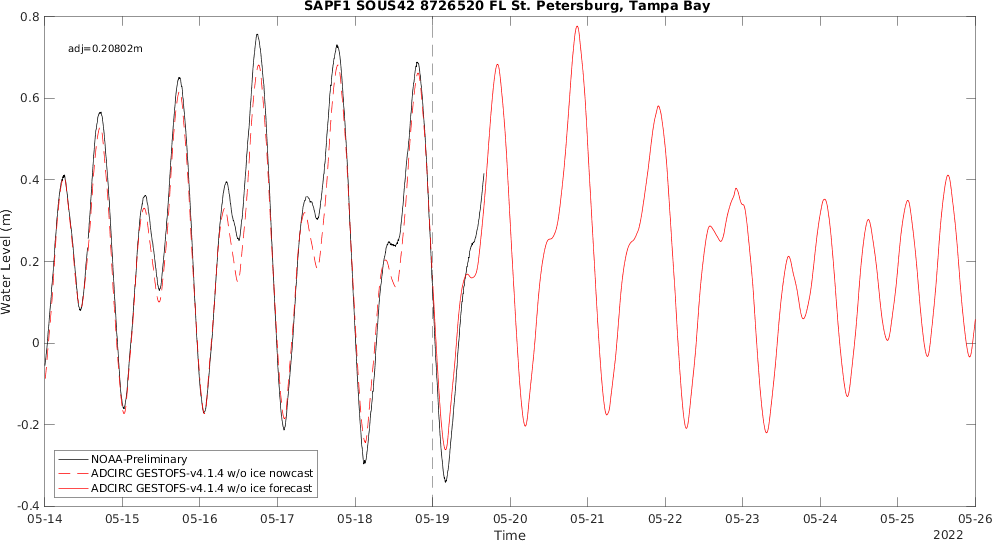 SAPF1 SOUS42 8726520 FL St. Petersburg, Tampa Bay
adj=0.20802m
0.8
0.6
0.4
0.2
0
-0.2
-0.4
Water Level (m)
NOAA-Preliminary
ADCIRC GESTOFS-v4.1.4 w/o ice nowcast
ADCIRC GESTOFS-v4.1.4 w/o ice forecast
05-14 05-15 05-16 05-17 05-18 05-19 05-20 05-21 05-22 05-23 05-24 05-25 05-26
Time
2022